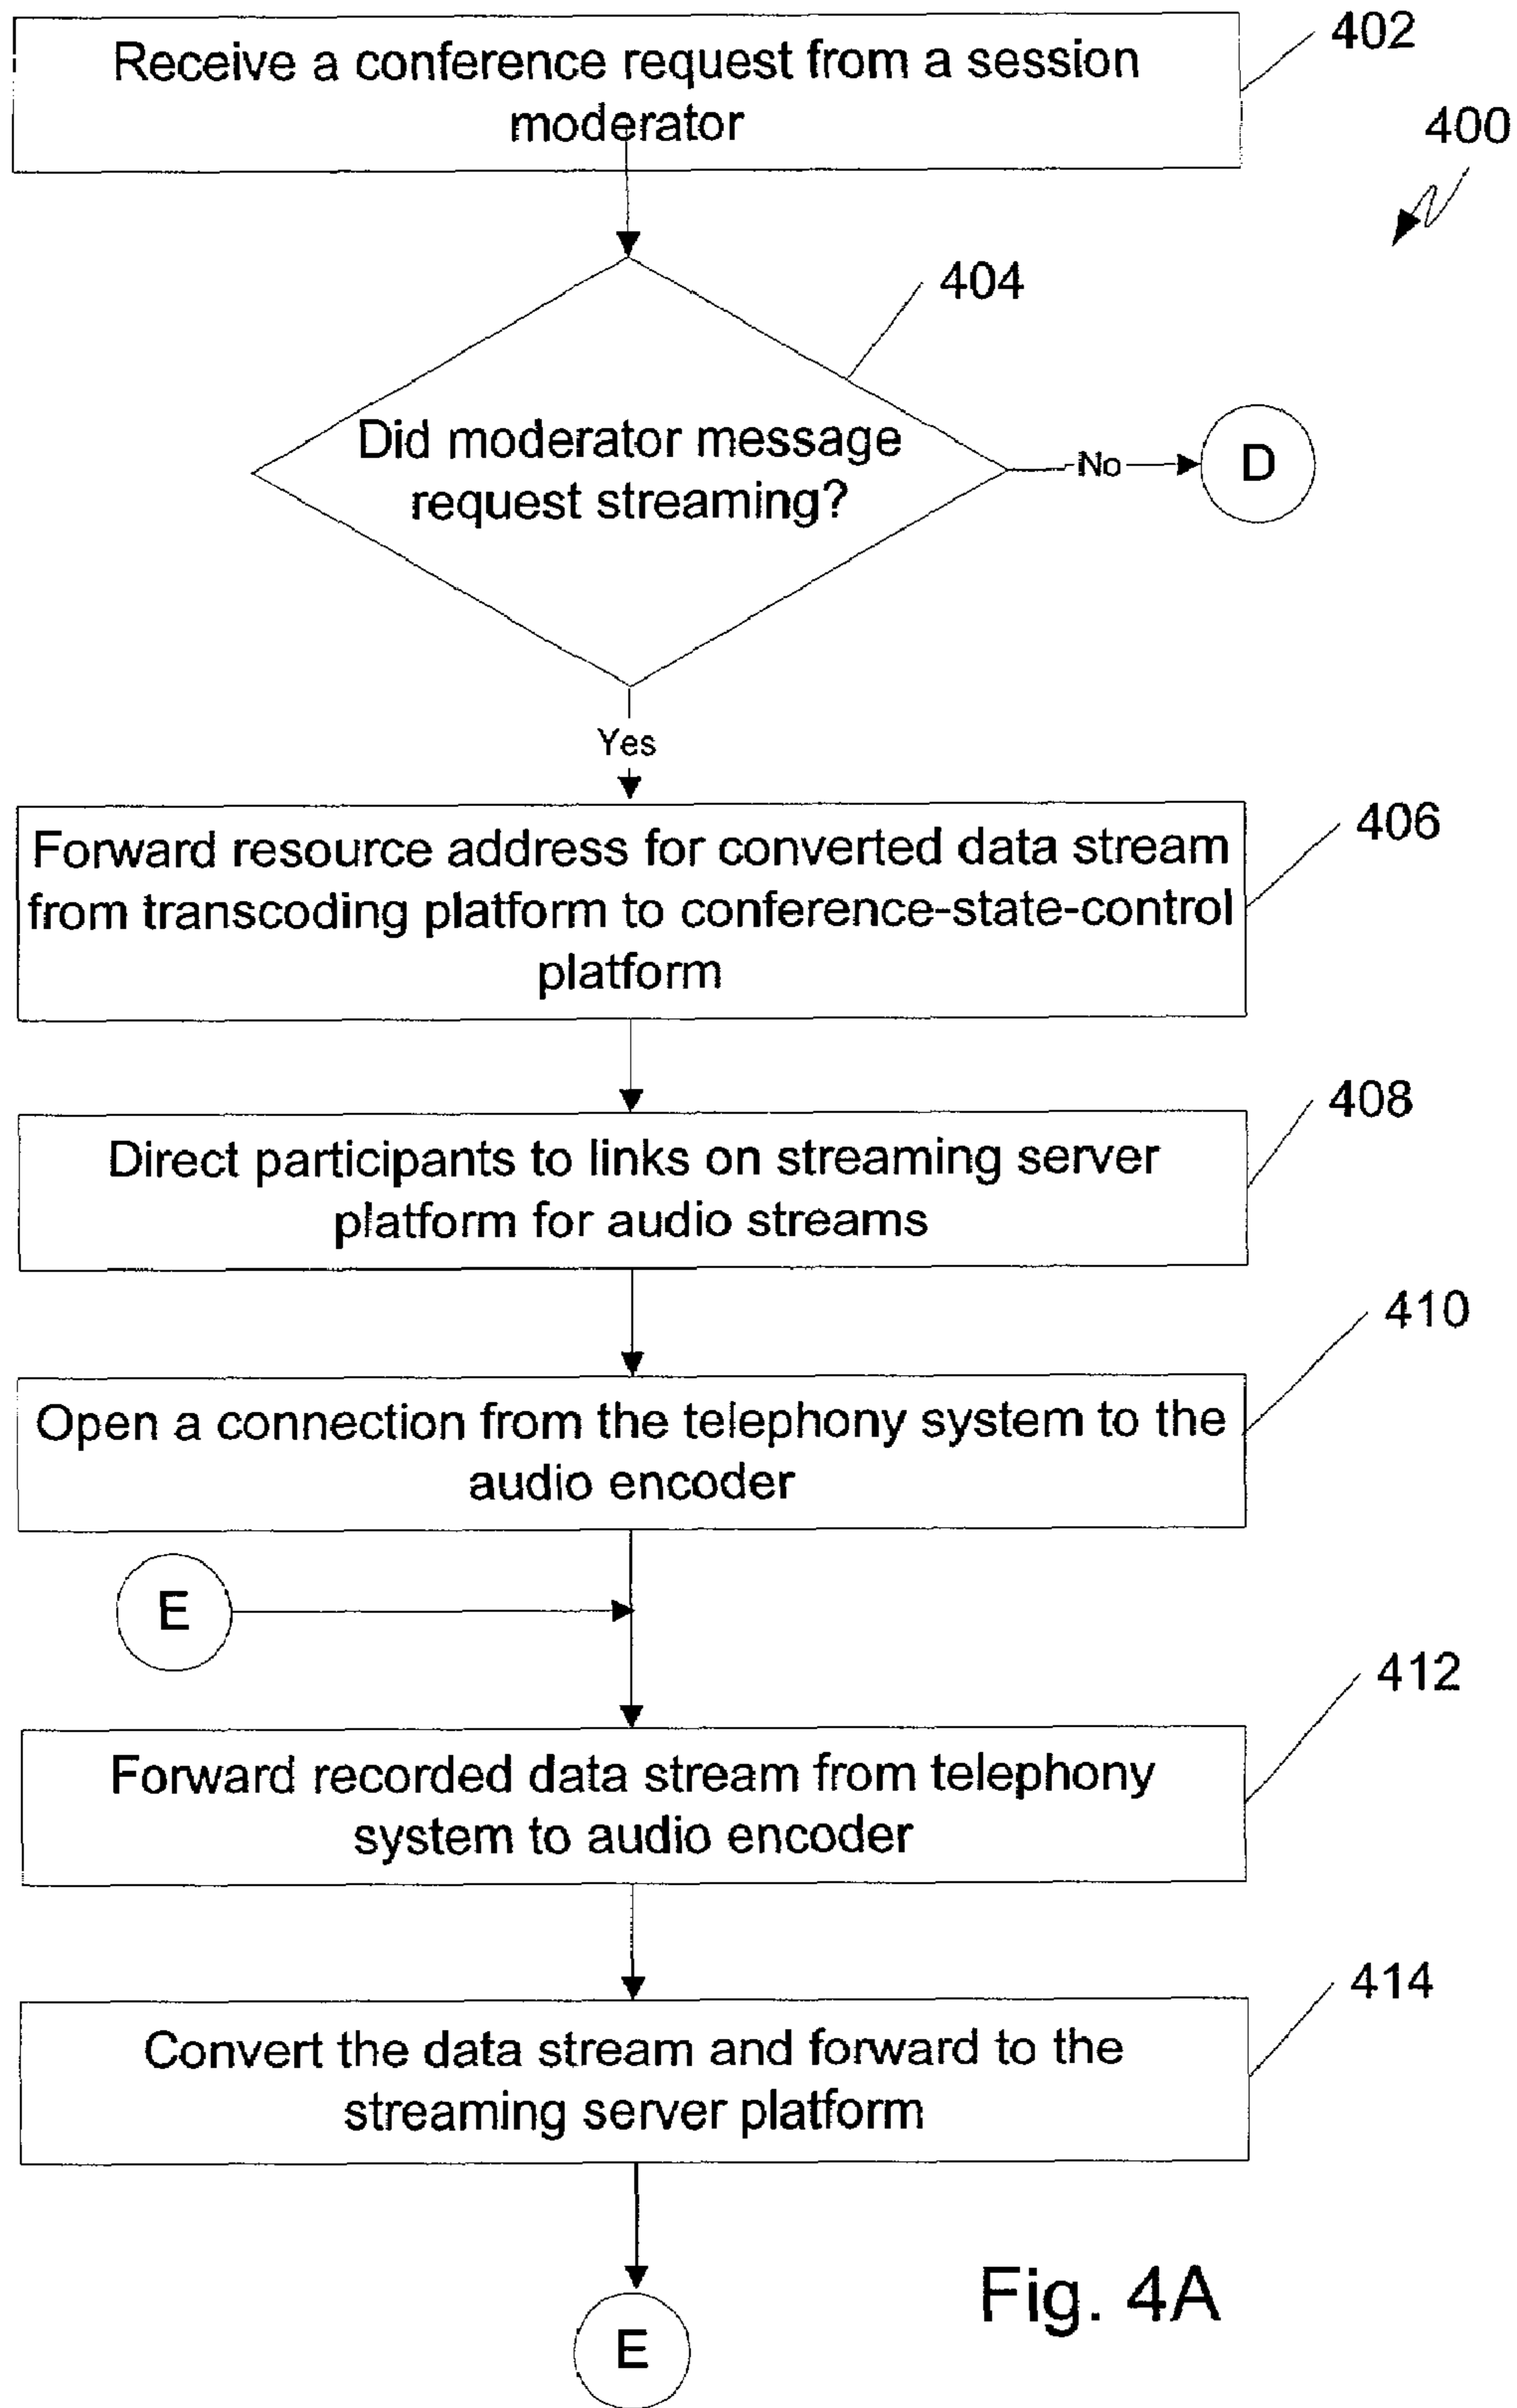 Receive a conference request from a session
moderator
402
400
404
Did moderator message
request streaming?
No
D
Yes
Forward resource address for converted data stream
from transcoding platform to conference-state-control
platform
406
Direct participants to links on streaming server
platform for audio streams
408
Open a connection from the telephony system to the
audio encoder
410
E
Forward recorded data stream from telephony
system to audio encoder
412
Convert the data stream and forward to the
streaming server platform
414
E
Fig. 4A